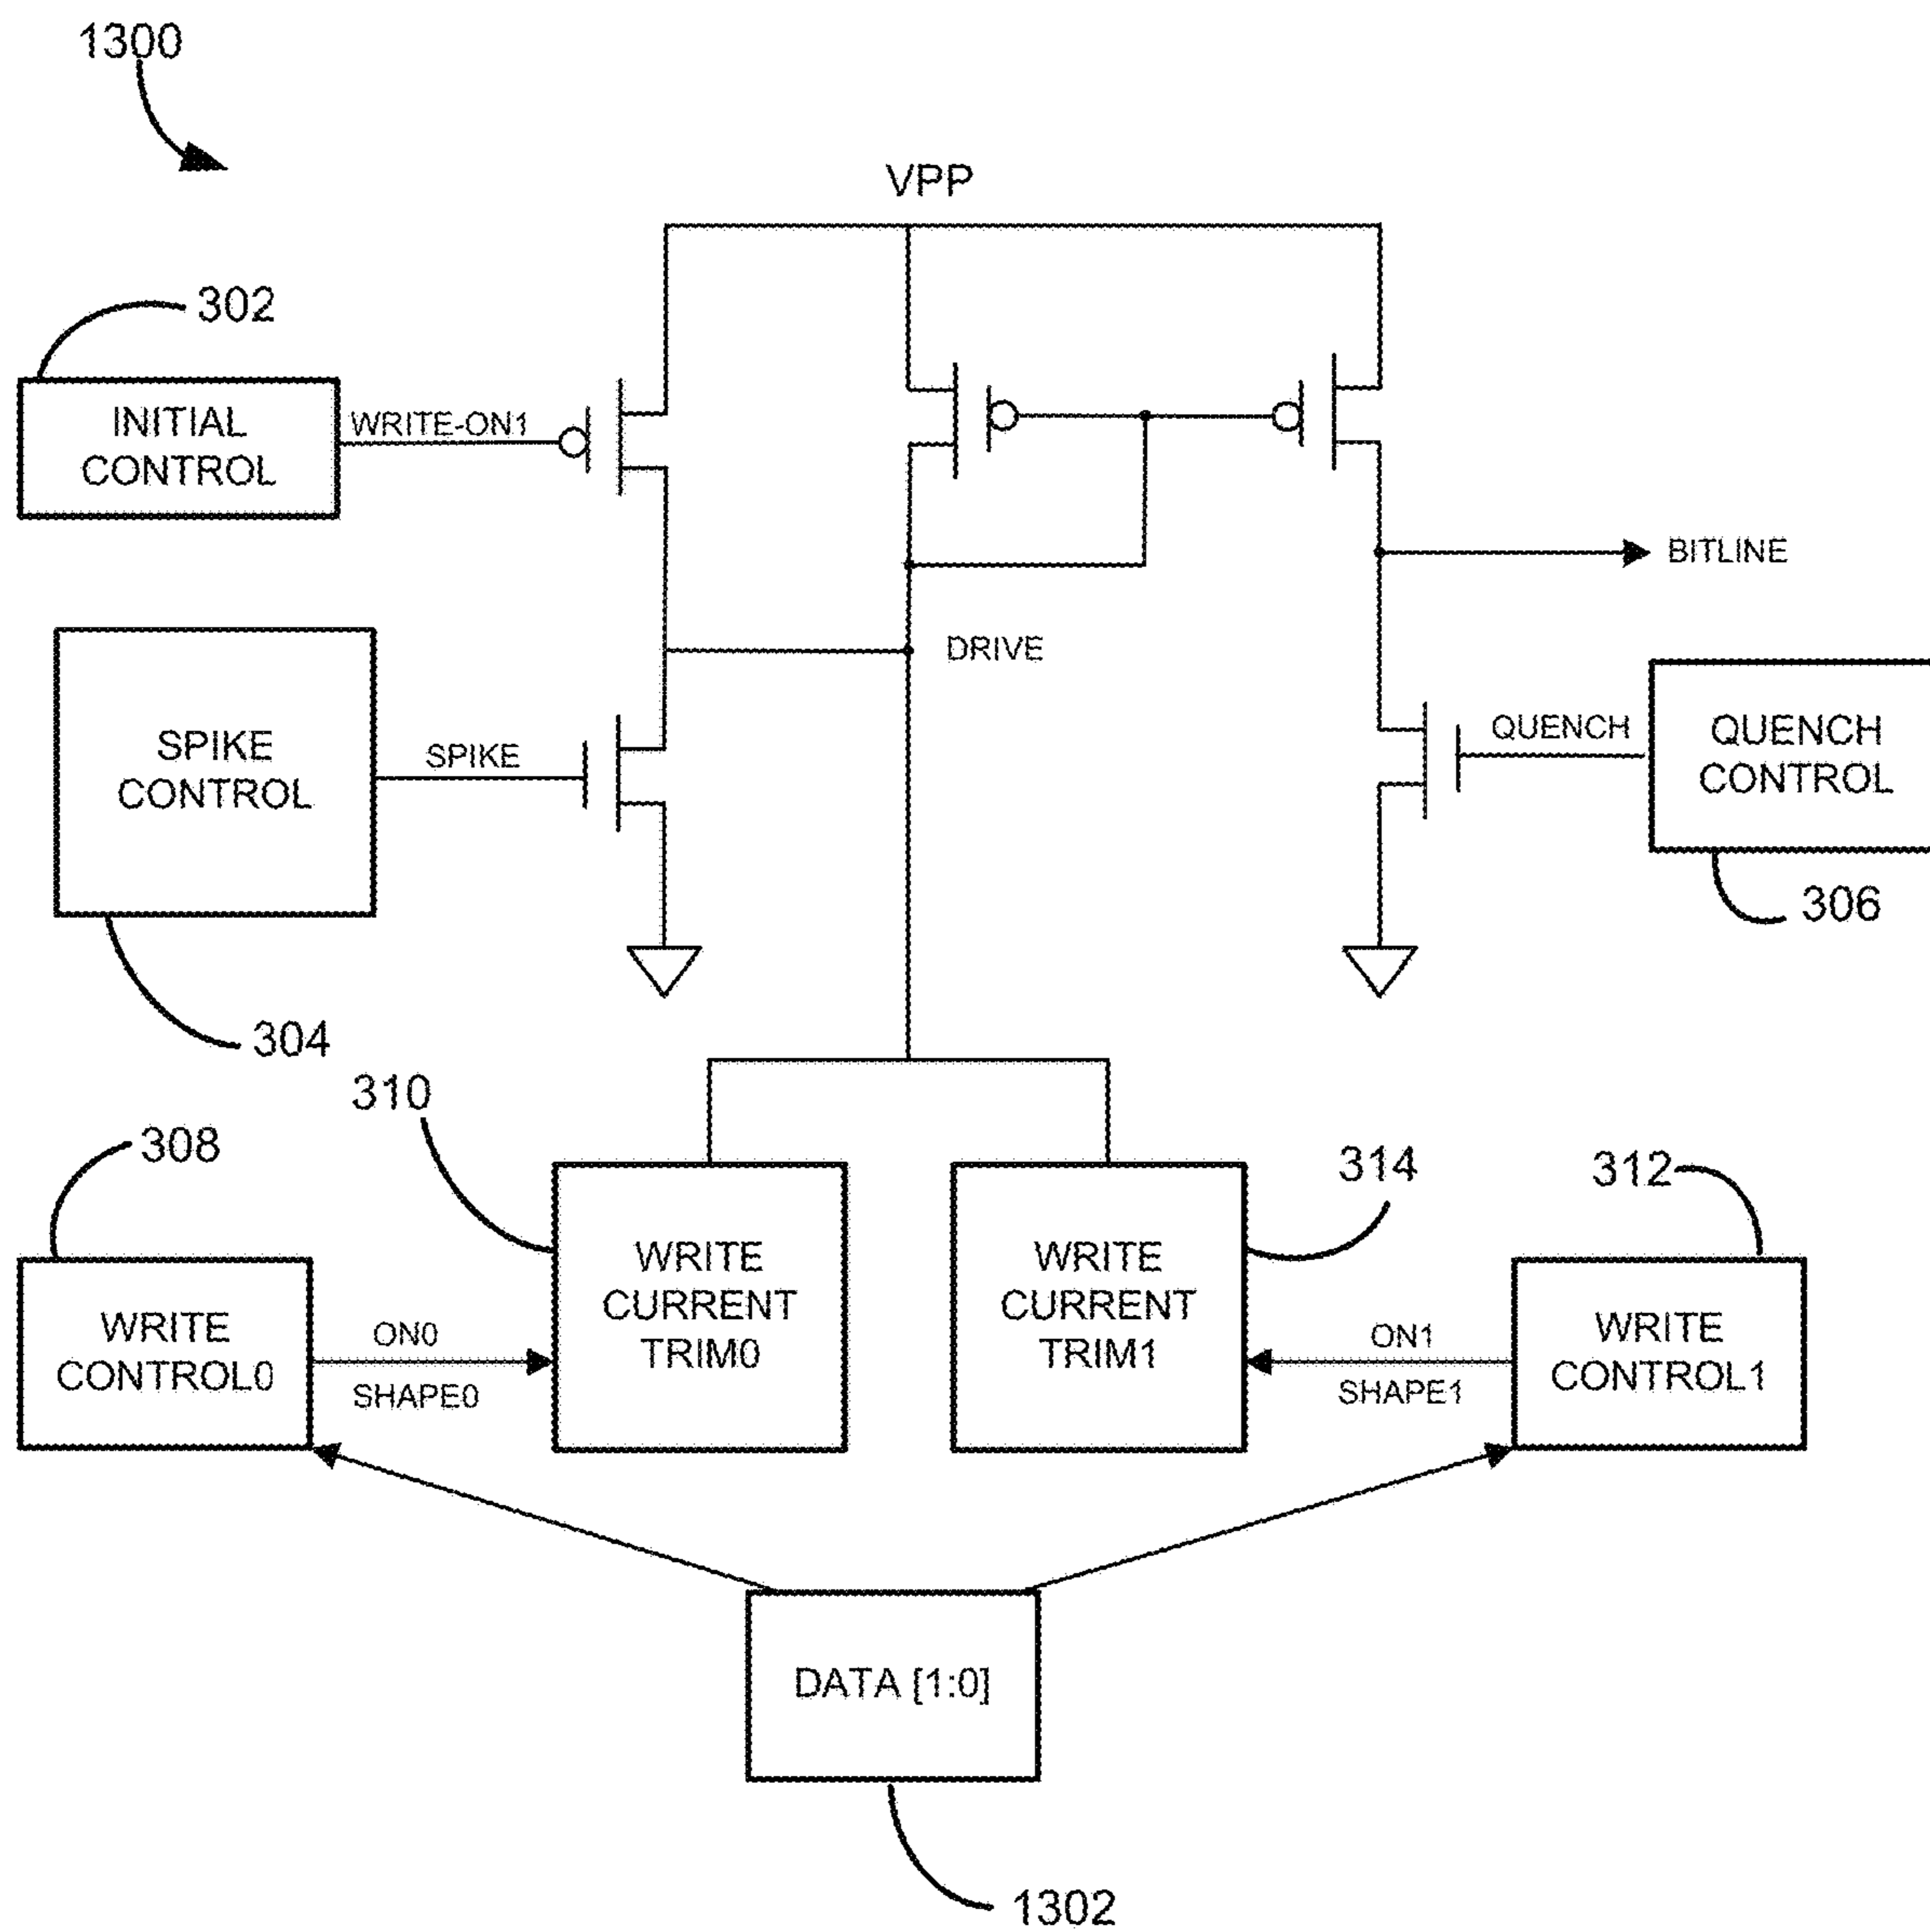 1300
VPP
302
INITIAL
CONTROL
WRITE-ON1
BITLINE
DRIVE
SPIKE
CONTROL
SPIKE
QUENCH
QUENCH
CONTROL
306
304
310
308
314
312
WRITE
CURRENT
TRIM0
WRITE
CURRENT
TRIM1
WRITE
CONTROL0
ON0
SHAPE0
ON1
SHAPE1
WRITE
CONTROL1
DATA [1:0]
1302